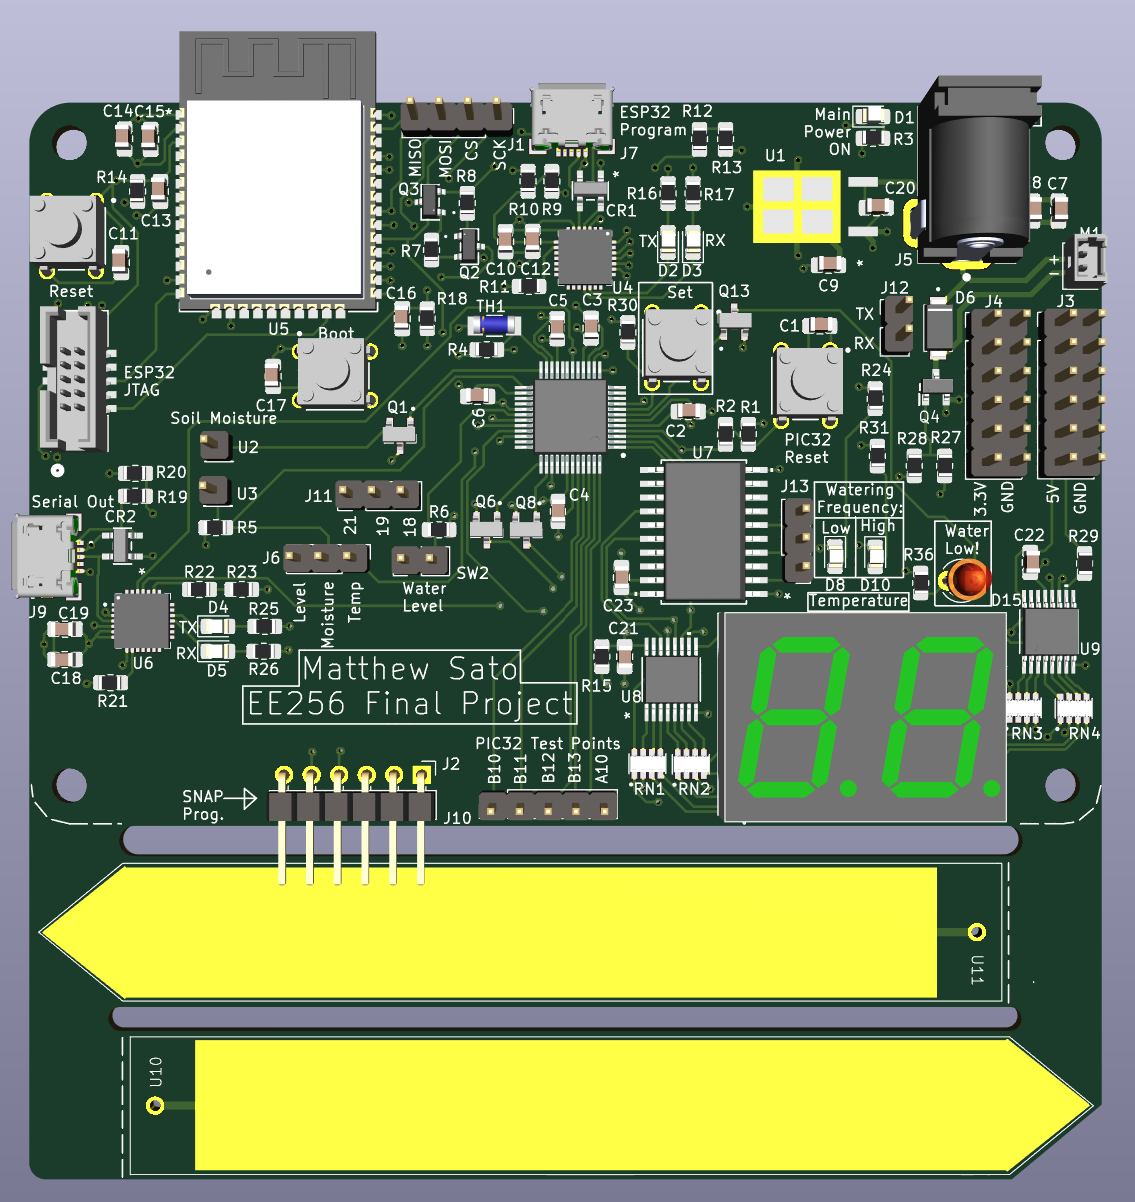 C14
C15*
MISO
MOSI
CS
SCK
J1
ESP32
Program
J7
R12
R13
Main
Power
ON
D1
R3
U1
R14
C13
C11
Reset
Q3
R8
R10
R9
*
CR1
R16
R17
C20
8
C7
M1
+
-
R7
Q2
C10
C12
TX
RX
D2
D3
U4
R11
C9
*
J5
U5
C16
R18
TH1
C5
C3
R30
Set
Q13
C1
J12
TX
RX
D6
J4
J3
Boot
R4
ESP32
JTAG
C17
Q1
C6
C2
R2
R1
PIC32
Reset
R24
Q4
Soil Moisture
U2
U3
R20
R19
R31
R28
R27
U7
3.3V
GND
5V
GND
Serial Out
CR2
*
R5
J11
21
19
18
R6
Q6
Q8
C4
J13
Watering
Frequency:
Low
High
D8
D10
Water
Low!
R36
D15
C22
R29
J9
J6
Level
Moisture
Temp
SW2
Water
Level
R22
R23
C23
*
Temperature
C19
C18
U6
TX
D4
R25
RX
D5
R26
R21
C21
R15
U8
*
U9
Matthew Sato
EE256 Final Project
RN3
RN4
8.8.
PIC32 Test Points
B10
B11
B12
B13
A10
*RN1
*RN2
J2
SNAP
Prog.
J10
U11
U10